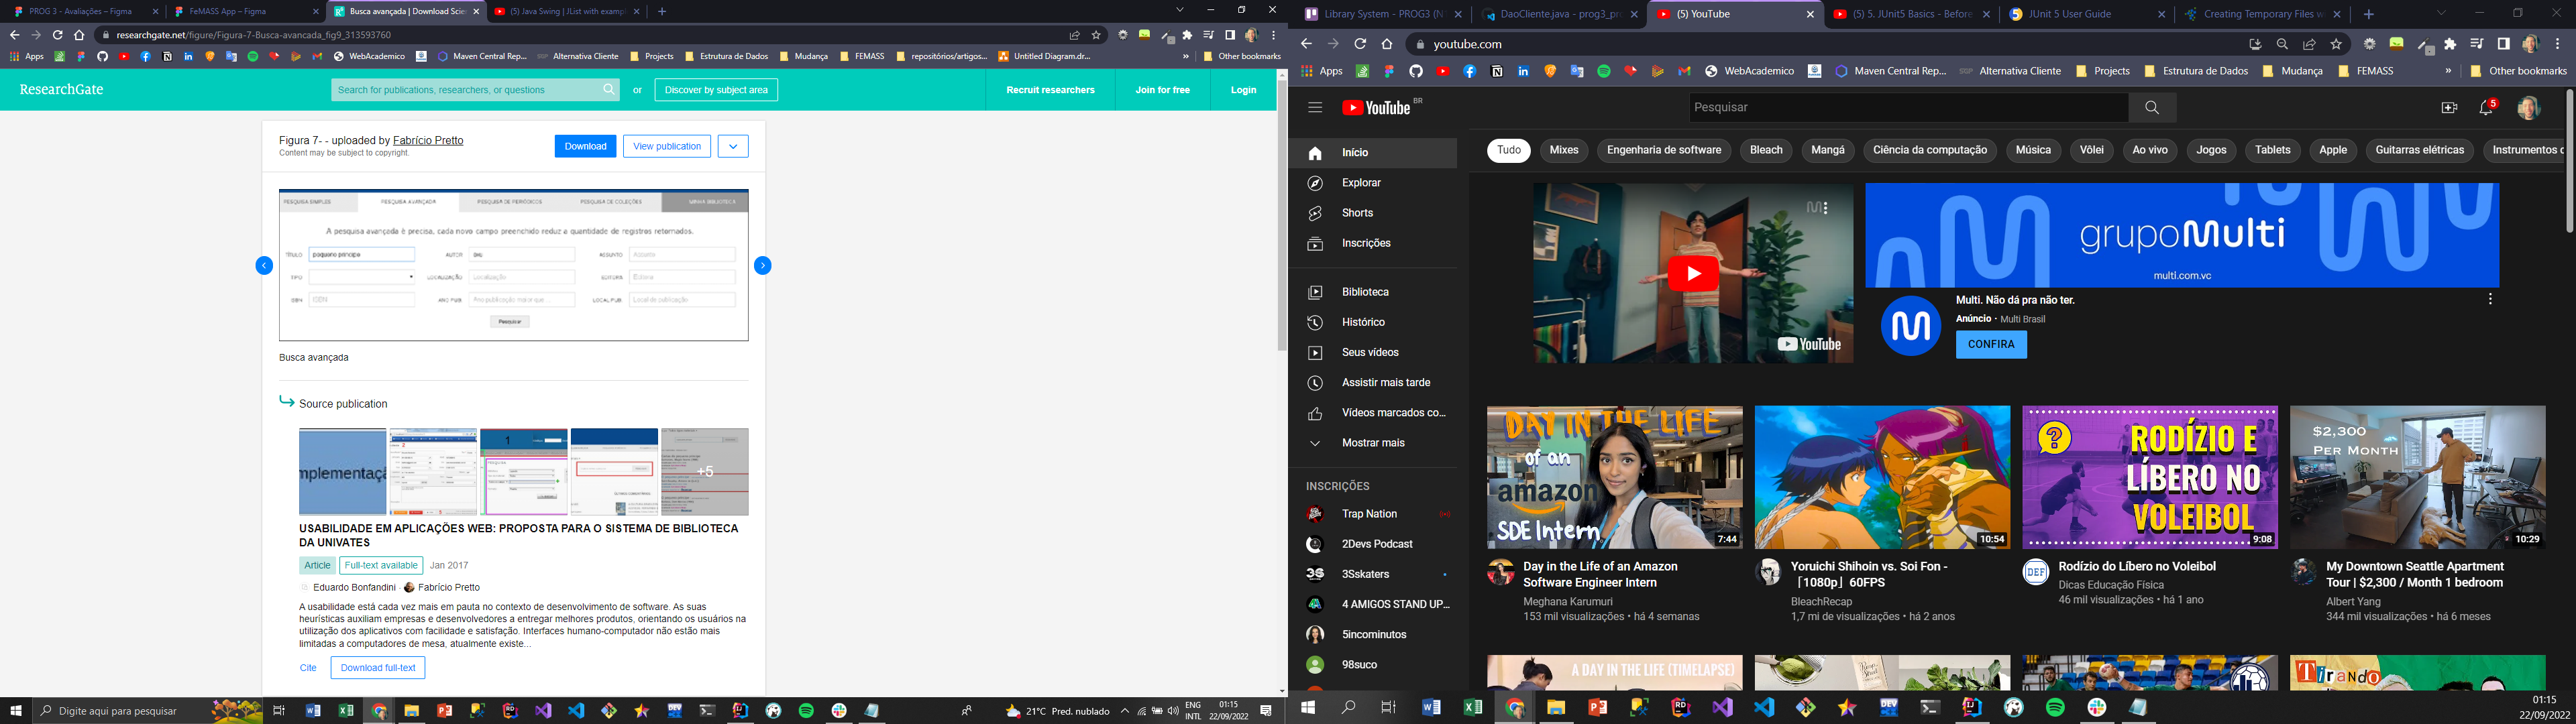 PROG 3 - Avaliações – Figma
FeMASS App – Figma
Busca avançada | Download Scien
(5) Java Swing | JList with exampl
researchgate.net/figure/Figura-7-Busca-avancada_fig9_313593760
Apps
WebAcademico
Maven Central Rep...
Alternativa Cliente
Projects
Estrutura de Dados
Mudança
FEMASS
repositórios/artigos...
Untitled Diagram.dr...
»
Other bookmarks
ResearchGate
Search for publications, researchers, or questions
or
Discover by subject area
Recruit researchers
Join for free
Login
Figura 7- - uploaded by Fabrício Pretto
Content may be subject to copyright.
Download
View publication
PESQUISA SIMPLES
PESQUISA AVANÇADA
PESQUISA DE PERIÓDICOS
PESQUISA DE COLEÇÕES
MINHA BIBLIOTECA
A pesquisa avançada é precisa, cada novo campo preenchido reduz a quantidade de registros retornados.
TÍTULO
pequeno principe
AUTOR
ASSUNTO
Assunto
TIPO
LOCALIZAÇÃO
Localização
EDITORA
Editora
ISBN
ISBN
ANO PUB.
Ano publicação maior que...
LOCAL PUB.
Local de publicação
Pesquisar
Busca avançada
Source publication
mplementaçã
1
+5
USABILIDADE EM APLICAÇÕES WEB: PROPOSTA PARA O SISTEMA DE BIBLIOTECA
DA UNIVATES
Article
Full-text available
Jan 2017
Eduardo Bonfandini · Fabrício Pretto
A usabilidade está cada vez mais em pauta no contexto de desenvolvimento de software. As suas
heurísticas auxiliam empresas e desenvolvedores a entregar melhores produtos, orientando os usuários na
utilização dos aplicativos com facilidade e satisfação. Interfaces humano-computador não estão mais
limitadas a computadores de mesa, atualmente existe...
Cite
Download full-text
Digite aqui para pesquisar
21°C Pred. nublado
ENG
INTL
01:15
22/09/2022
Library System - PROG3 (N
DaoCliente.java - prog3_pro
(5) YouTube
(5) 5. JUnit5 Basics - Before
JUnit 5 User Guide
Creating Temporary Files w
youtube.com
Apps
WebAcademico
Maven Central Rep...
Alternativa Cliente
Projects
Estrutura de Dados
Mudança
FEMASS
»
Other bookmarks
YouTube BR
Pesquisar
5
Início
Explorar
Shorts
Inscrições
Biblioteca
Histórico
Seus vídeos
Assistir mais tarde
Vídeos marcados co...
Mostrar mais
INSCRIÇÕES
Trap Nation
2Devs Podcast
3Sskaters
4 AMIGOS STAND UP...
5incominutos
98suco
Tudo
Mixes
Engenharia de software
Bleach
Mangá
Ciência da computação
Música
Vôlei
Ao vivo
Jogos
Tablets
Apple
Guitarras elétricas
Instrumentos d
YouTube
grupoMulti
multi.com.vc
Multi. Não dá pra não ter.
Anúncio · Multi Brasil
CONFIRA
DAY IN THE LIFE
of an
amazon
SDE Intern
7:44
Day in the Life of an Amazon
Software Engineer Intern
Meghana Karumuri
153 mil visualizações • há 4 semanas
10:54
Yoruichi Shihoin vs. Soi Fon -
「1080p」60FPS
BleachRecap
1,7 mi de visualizações • há 2 anos
RODÍZIO E
LÍBERO NO
VOLEIBOL
9:08
DEF
Rodízio do Líbero no Voleibol
Dicas Educação Física
46 mil visualizações • há 1 ano
$2,300
PER MONTH
10:29
My Downtown Seattle Apartment
Tour | $2,300 / Month 1 bedroom
Albert Yang
344 mil visualizações • há 6 meses
A DAY IN THE LIFE (TIMELAPSE)
TIRANDO
01:15
22/09/2022